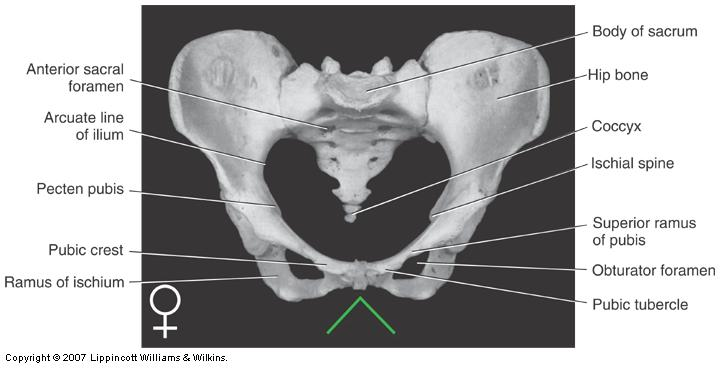 Anterior sacral
foramen
Arcuate line
of ilium
Pecten pubis
Pubic crest
Ramus of ischium
Body of sacrum
Hip bone
Coccyx
Ischial spine
Superior ramus
of pubis
Obturator foramen
Pubic tubercle
Copyright © 2007 Lippincott Williams & Wilkins.